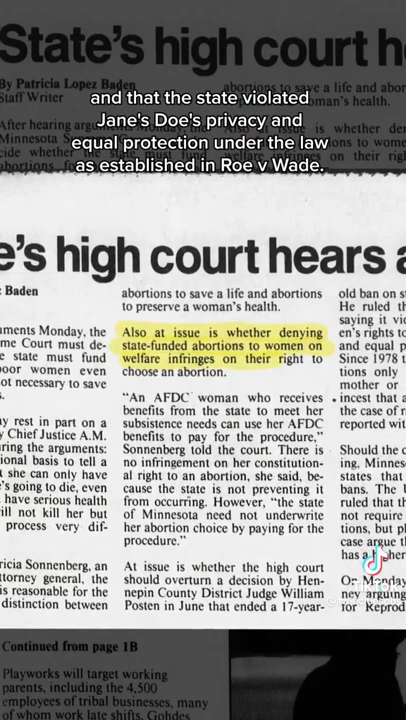 State's high court he
By Patricia Lopez Baden
Staff Writer
abortions to save a life and abor
and that the state violated
Jane's Doe's privacy and
equal protection under the law
as established in Roe v Wade.
e's high court hears a
Baden
uments Monday, the
me Court must de-
e state must fund
oor women even
ot necessary to save
s.
y rest in part on a
y Chief Justice A.M.
ring the arguments:
ional basis to tell a
t she can only have
e's going to die, even
have serious health
ill not kill her but
process very dif-
ricia Sonnenberg, an
ttorney general, the
is reasonable for the
distinction between
abortions to save a life and abortions
to preserve a woman's health.
Also at issue is whether denying
state-funded abortions to women on
welfare infringes on their right to
choose an abortion.
"An AFDC woman who receives
benefits from the state to meet her
subsistence needs can use her AFDC
benefits to pay for the procedure,"
Sonnenberg told the court. There is
no infringement on her constitution-
al right to an abortion, she said, be-
cause the state is not preventing it
from occurring. However, "the state
of Minnesota need not underwrite
her abortion choice by paying for the
procedure."
At issue is whether the high court
should overturn a decision by Hen-
nepin County District Judge William
Posten in June that ended a 17-year-
old ban on s
He ruled th
saying it vio
en's rights to
and equal p
Since 1978 t
tions only
mother or
incest that a
the case of r
reported wit
Should the c
ing, Minnes
states that
bans. The U
ruled that th
not require
tions, but pl
case argue th
has a her
On Monday
ney arguing
for Reprod
Continued from page 1B
Playworks will target working
parents, including the 4,500
employees of tribal businesses, many
of whom work late shifts, Gohdes